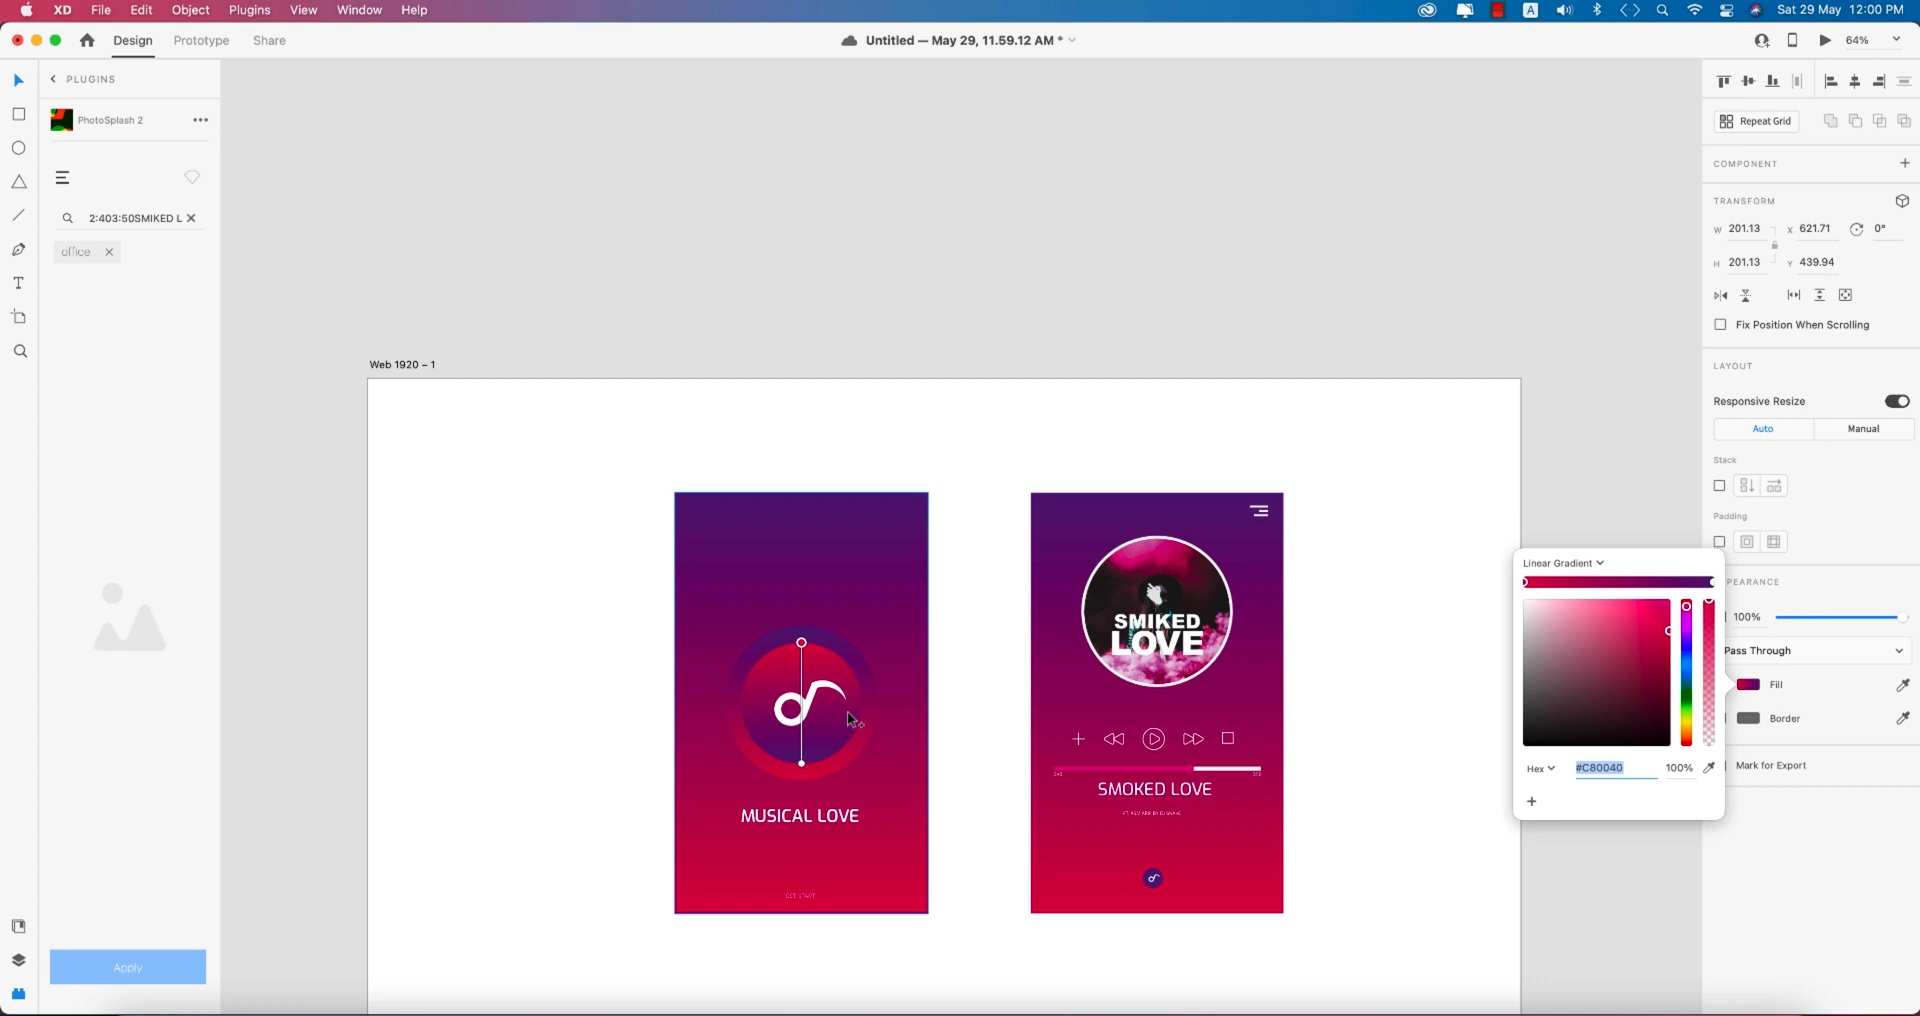 XD File Edit Object Plugins View Window Help
A
Sat 29 May 12:00 PM
Design Prototype Share
Untitled — May 29, 11.59.12 AM *
64%
PLUGINS
PhotoSplash 2
2:403:50SMIKED L
office
Apply
Web 1920 – 1
MUSICAL LOVE
GET START
SMIKED
LOVE
SMOKED LOVE
Repeat Grid
COMPONENT
TRANSFORM
W 201.13 X 621.71 0°
H 201.13 Y 439.94
Fix Position When Scrolling
LAYOUT
Responsive Resize
Auto Manual
Stack
Padding
Linear Gradient
PEARANCE
100%
Pass Through
Fill
Border
Hex #C80040 100%
Mark for Export